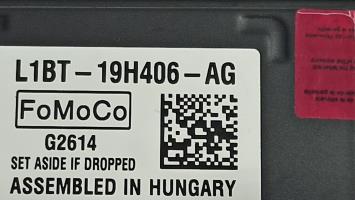 L1BT-19H406-AG
FoMoCo
G2614
SET ASIDE IF DROPPED
ASSEMBLED IN HUNGARY